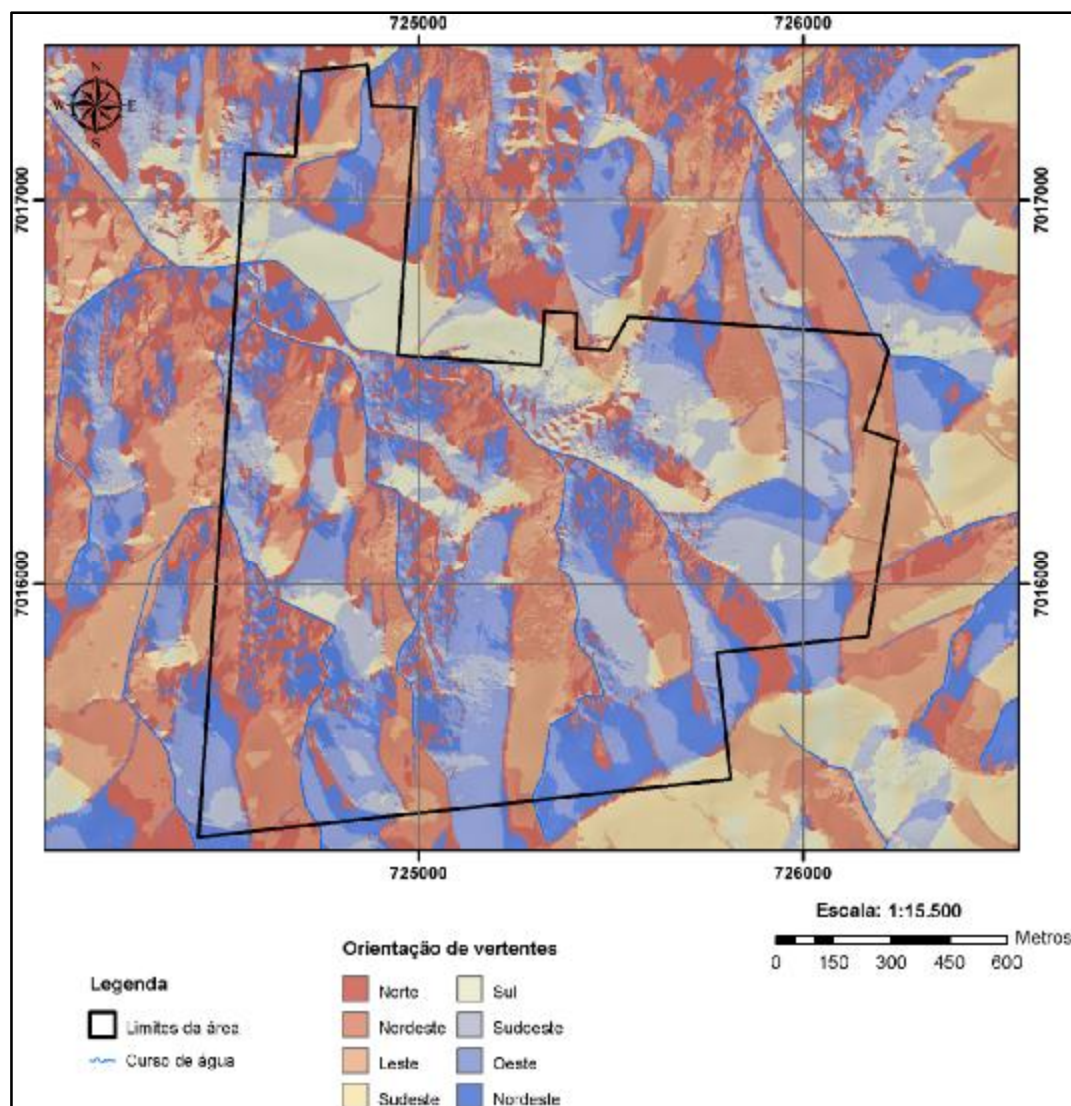 725000 726000
N
W E
S
7017000 7017000
7016000 7016000
725000 726000
Escala: 1:15.500
Metros
0 150 300 450 600
Orientação de vertentes
Legenda
Norte Sul
Limites da área Nordeste Sudoeste
Curso de água Leste Oeste
Sudeste Nordeste